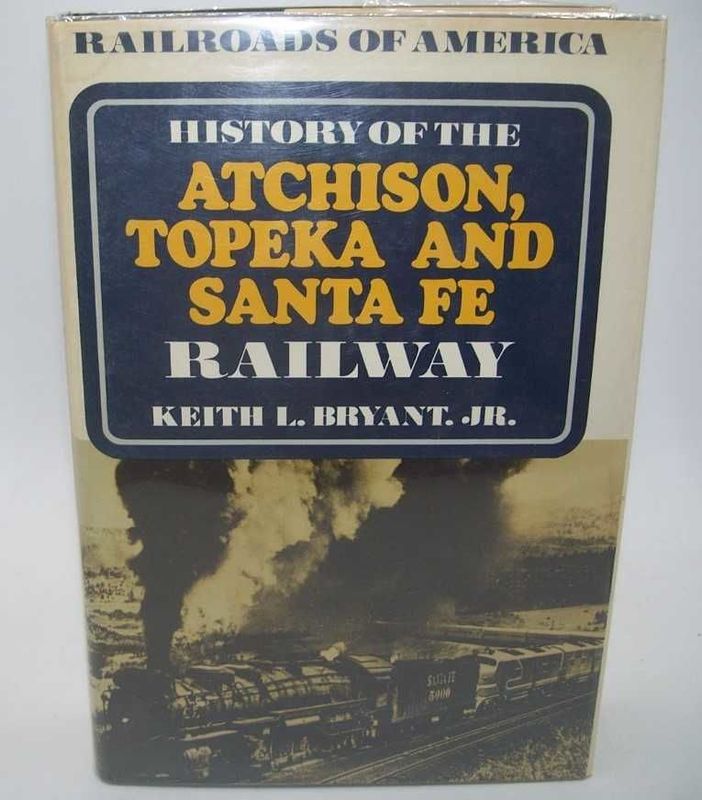 RAILROADS OF AMERICA
HISTORY OF THE
ATCHISON,
TOPEKA AND
SANTA FE
RAILWAY
KEITH L. BRYANT. JR.
SANTA FE
5000